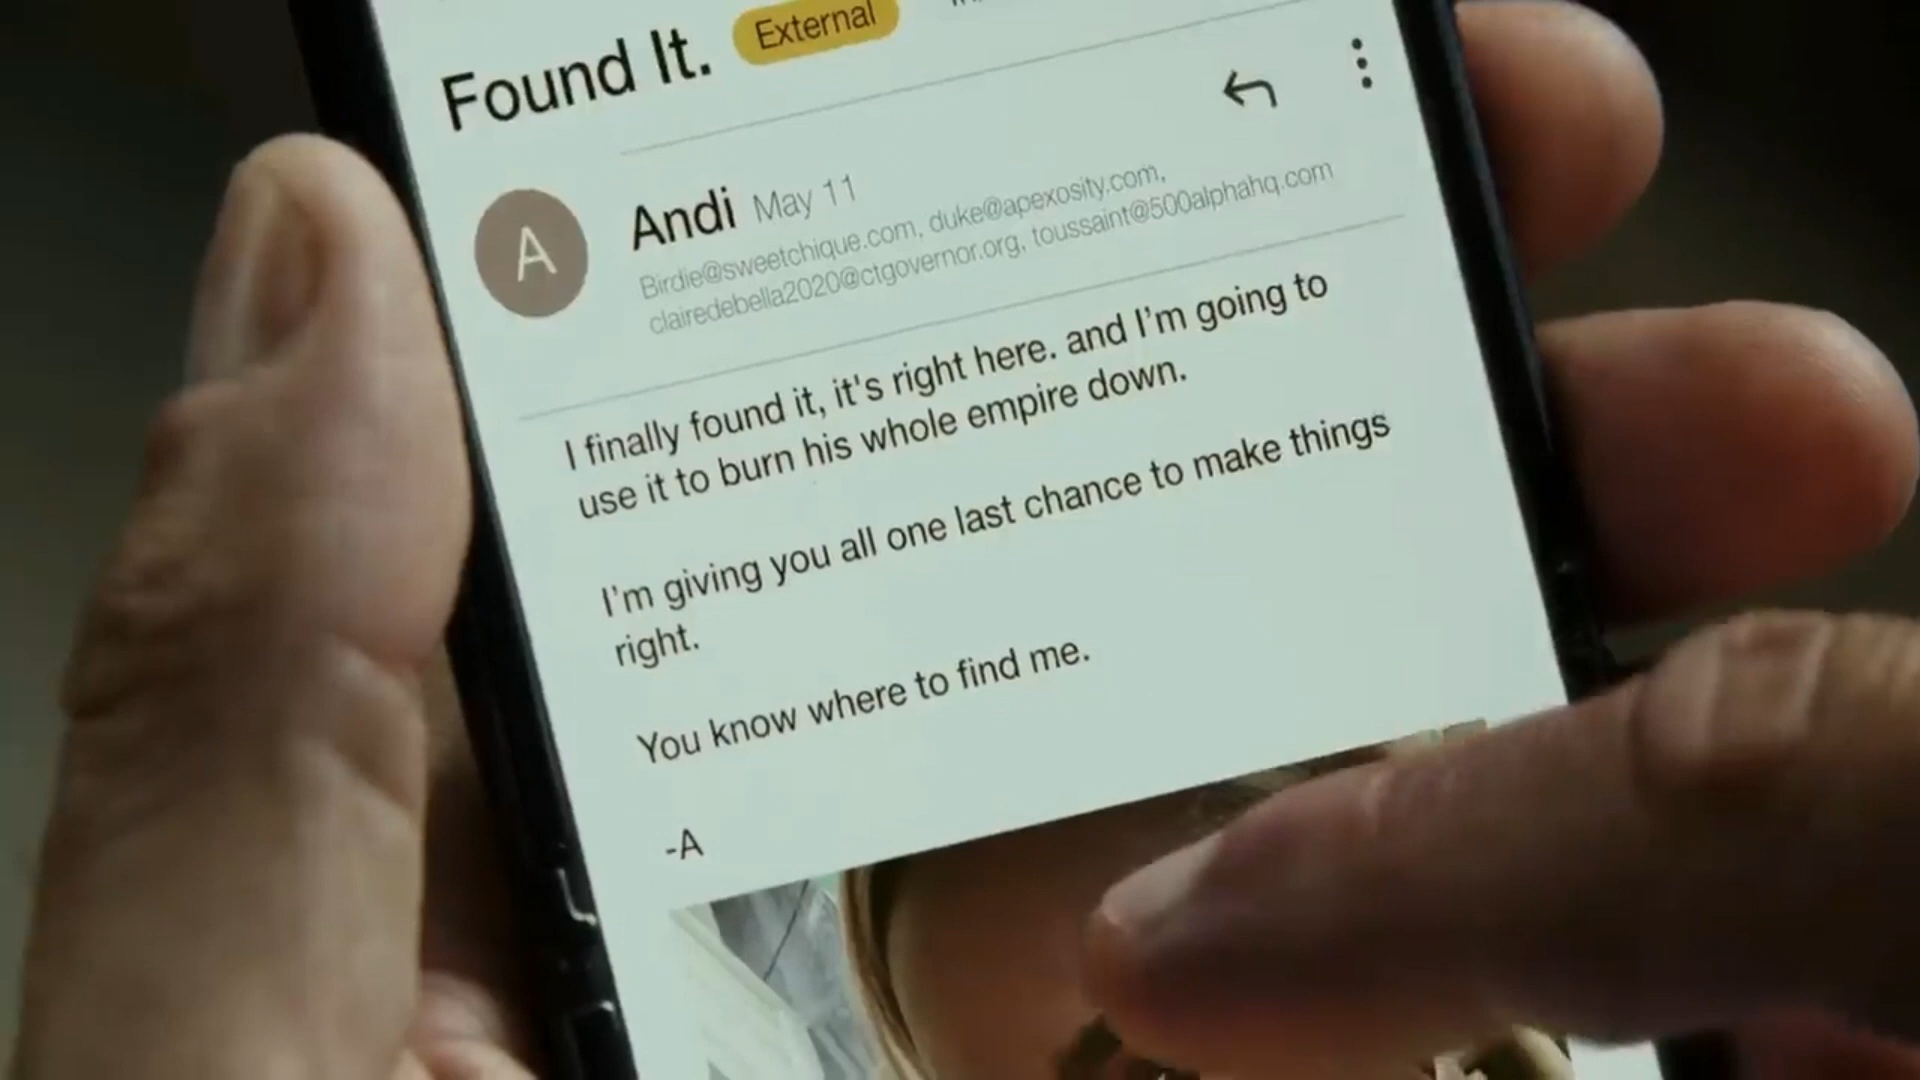 Found It. External
A
Andi May 11
Birdie@sweetchique.com, duke@apexosity.com,
clairedebella2020@ctgovernor.org, toussaint@500alphahq.com
I finally found it, it's right here. and I'm going to
use it to burn his whole empire down.
I'm giving you all one last chance to make things
right.
You know where to find me.
-A